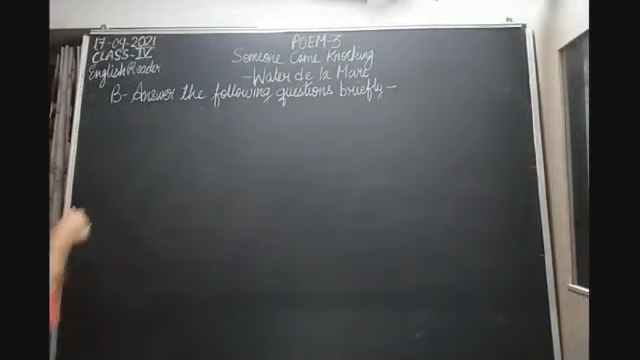 17-09-2021
CLASS-IV
English Reader
POEM-3
Someone Came Knocking
-Walter de la Mare
B- Answer the following questions briefly-